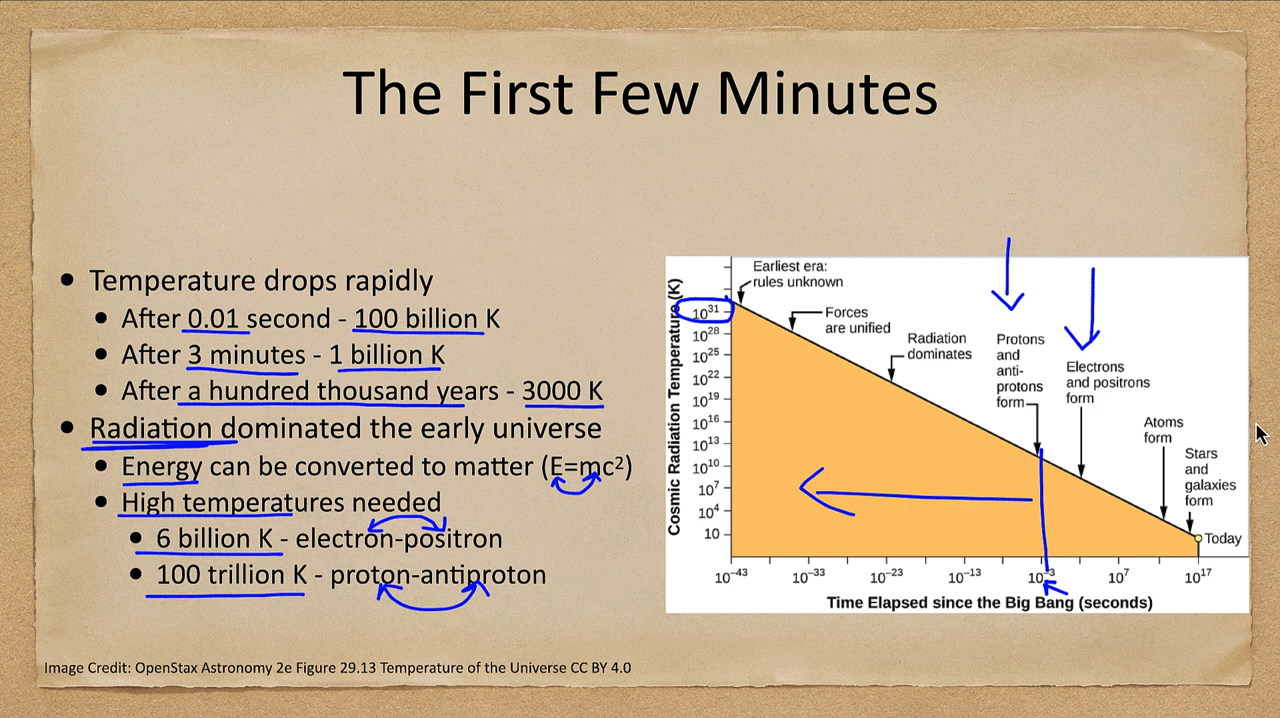 The First Few Minutes
• Temperature drops rapidly
• After 0.01 second - 100 billion K
• After 3 minutes - 1 billion K
• After a hundred thousand years - 3000 K
• Radiation dominated the early universe
• Energy can be converted to matter (E=mc²)
• High temperatures needed
• 6 billion K - electron-positron
• 100 trillion K - proton-antiproton
Image Credit: OpenStax Astronomy 2e Figure 29.13 Temperature of the Universe CC BY 4.0
Cosmic Radiation Temperature (K)
10³¹
10²⁸
10²⁵
10²²
10¹⁹
10¹⁶
10¹³
10¹⁰
10⁷
10⁴
10
Earliest era:
rules unknown
Forces
are unified
Radiation
dominates
Protons
and
anti-
protons
form
Electrons
and positrons
form
Atoms
form
Stars
and
galaxies
form
Today
10⁻⁴³ 10⁻³³ 10⁻²³ 10⁻¹³ 10⁻³ 10⁷ 10¹⁷
Time Elapsed since the Big Bang (seconds)